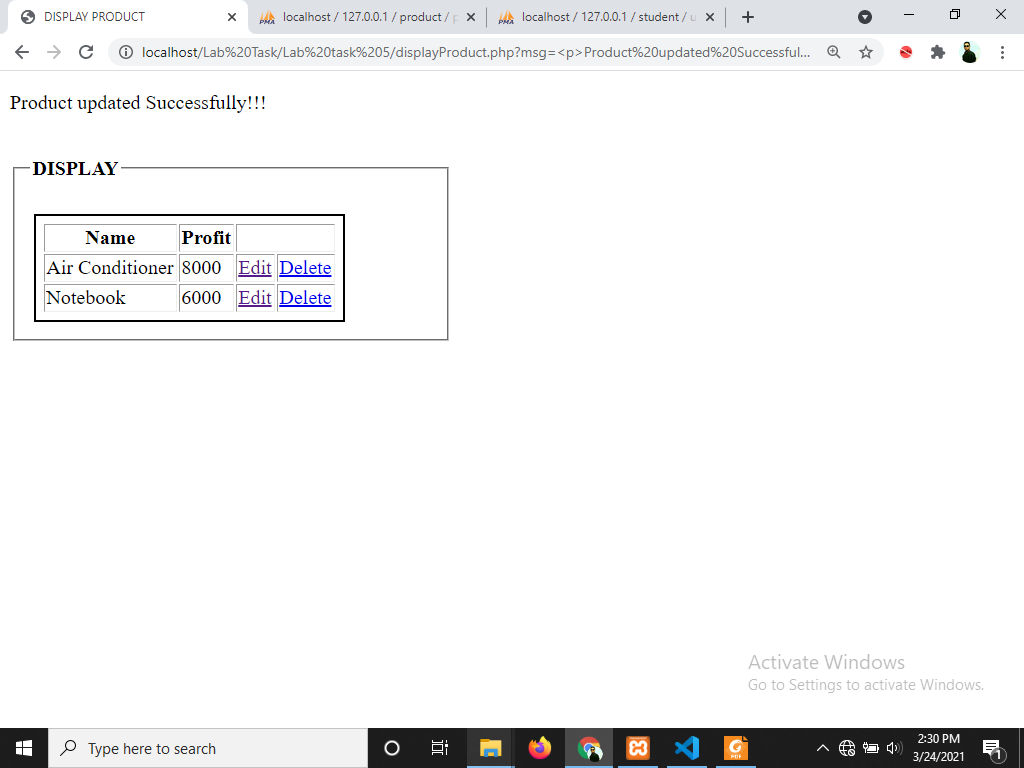 DISPLAY PRODUCT
localhost / 127.0.0.1 / product / p
localhost / 127.0.0.1 / student / u
localhost/Lab%20Task/Lab%20task%205/displayProduct.php?msg=<p>Product%20updated%20Successful...
Product updated Successfully!!!
DISPLAY
Name Profit
Air Conditioner 8000 Edit Delete
Notebook 6000 Edit Delete
Activate Windows
Go to Settings to activate Windows.
Type here to search
2:30 PM
3/24/2021
1